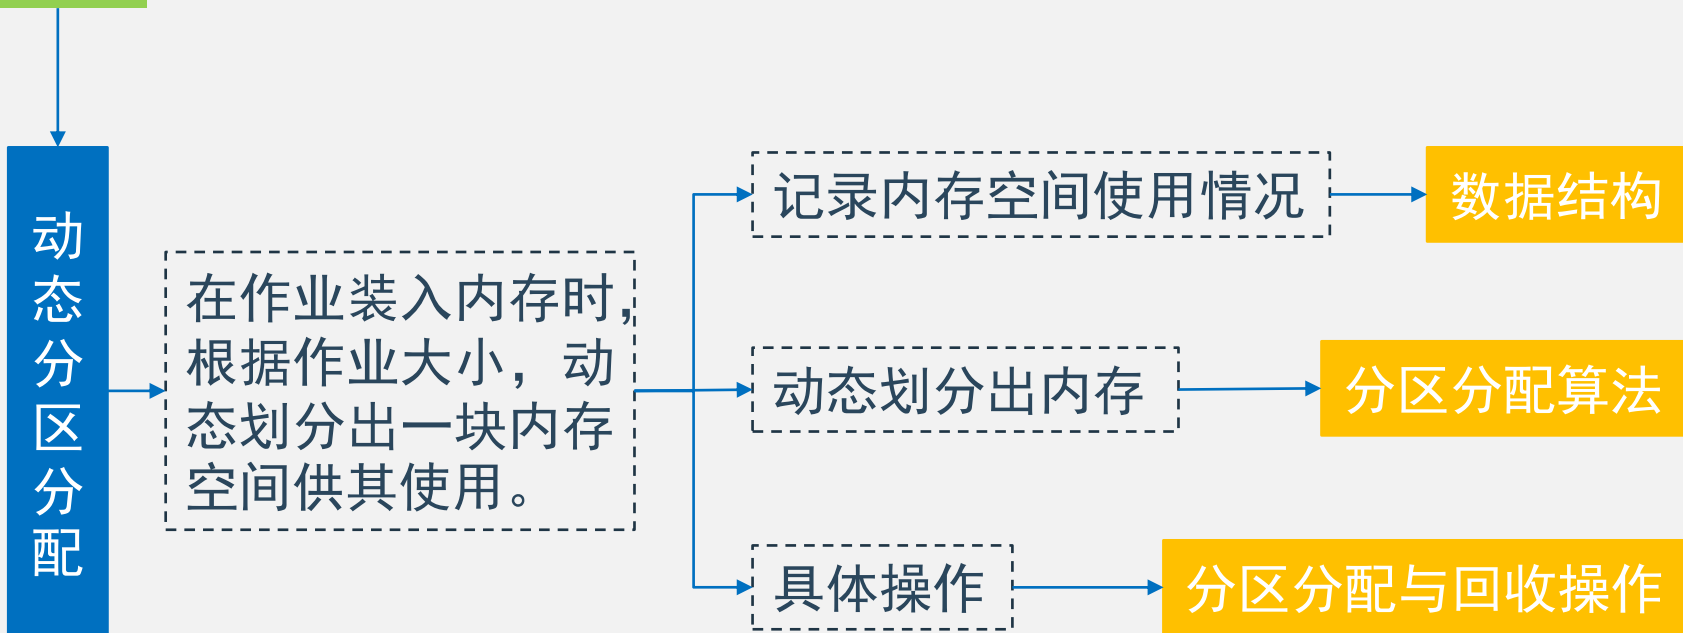 动态分区分配
在作业装入内存时,
根据作业大小，动
态划分出一块内存
空间供其使用。
记录内存空间使用情况
数据结构
动态划分出内存
分区分配算法
具体操作
分区分配与回收操作